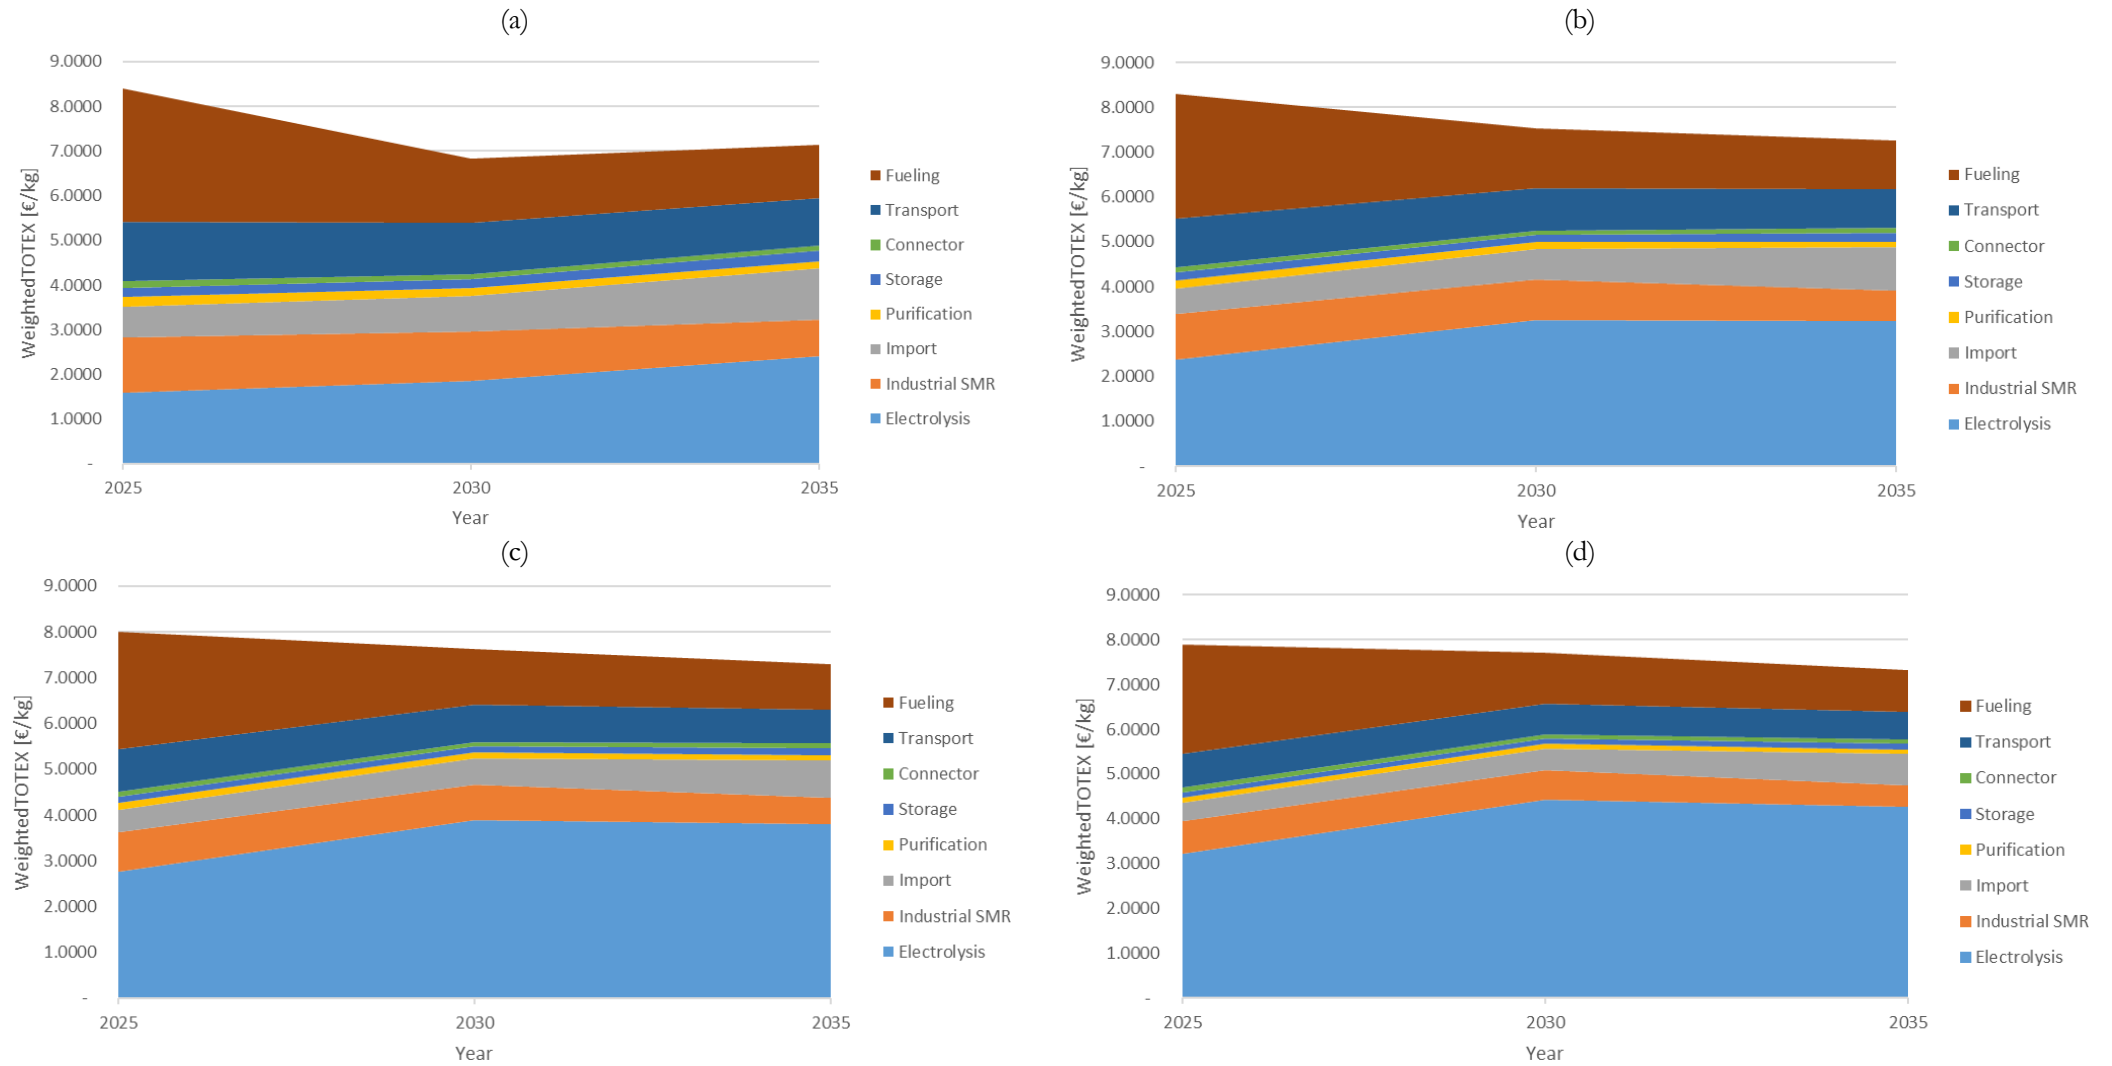 (a)
9.0000
8.0000
7.0000
6.0000
5.0000
4.0000
3.0000
2.0000
1.0000
-
WeightedTOTEX [€/kg]
2025 2030 2035
Year
Fueling
Transport
Connector
Storage
Purification
Import
Industrial SMR
Electrolysis
(b)
9.0000
8.0000
7.0000
6.0000
5.0000
4.0000
3.0000
2.0000
1.0000
-
WeightedTOTEX [€/kg]
2025 2030 2035
Year
Fueling
Transport
Connector
Storage
Purification
Import
Industrial SMR
Electrolysis
(c)
9.0000
8.0000
7.0000
6.0000
5.0000
4.0000
3.0000
2.0000
1.0000
-
WeightedTOTEX [€/kg]
2025 2030 2035
Year
Fueling
Transport
Connector
Storage
Purification
Import
Industrial SMR
Electrolysis
(d)
9.0000
8.0000
7.0000
6.0000
5.0000
4.0000
3.0000
2.0000
1.0000
-
WeightedTOTEX [€/kg]
2025 2030 2035
Year
Fueling
Transport
Connector
Storage
Purification
Import
Industrial SMR
Electrolysis